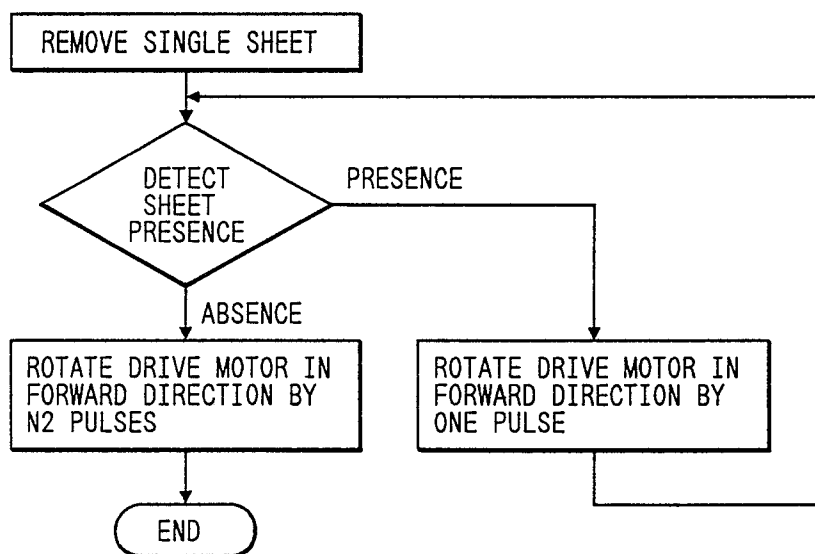 REMOVE SINGLE SHEET
DETECT
SHEET
PRESENCE
PRESENCE
ABSENCE
ROTATE DRIVE MOTOR IN
FORWARD DIRECTION BY
N2 PULSES
ROTATE DRIVE MOTOR IN
FORWARD DIRECTION BY
ONE PULSE
END